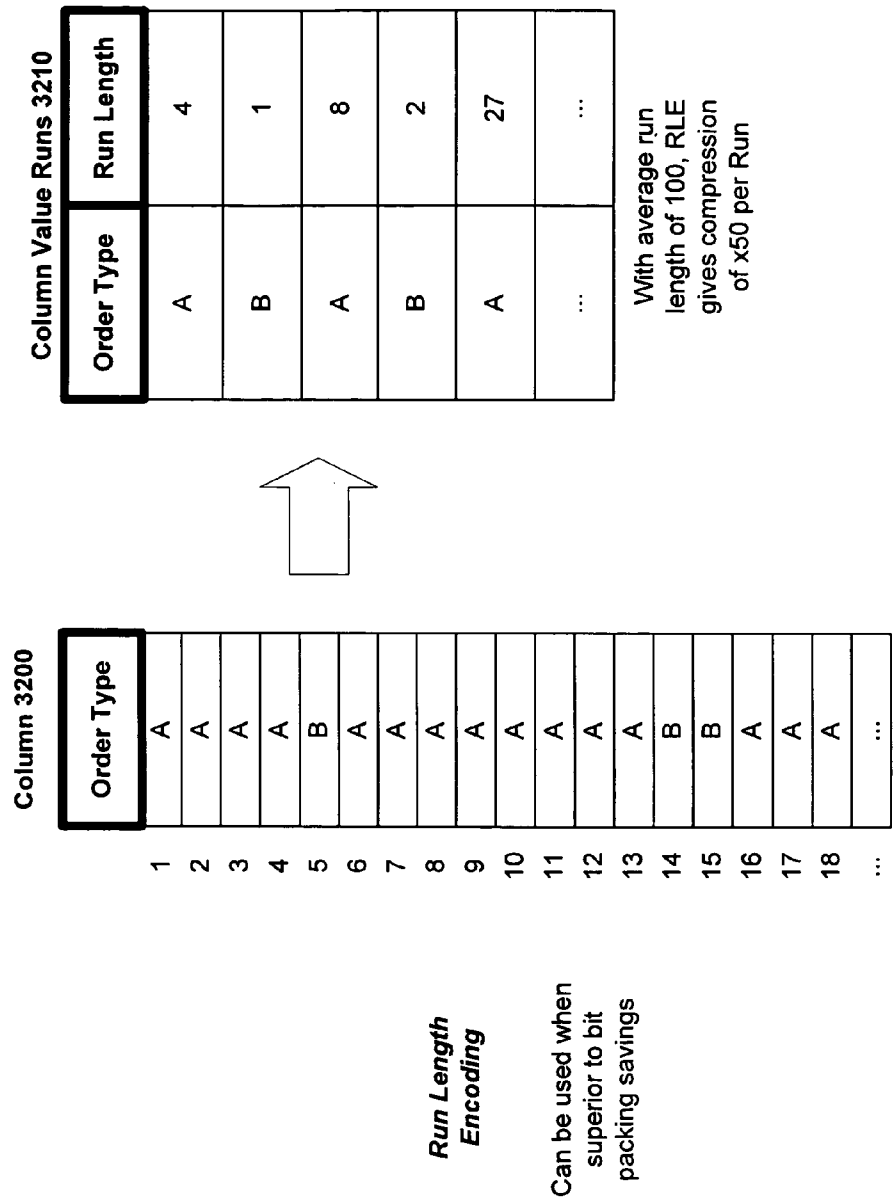 Run Length
Encoding
Can be used when
superior to bit
packing savings
Column 3200
Order Type
1 A
2 A
3 A
4 A
5 B
6 A
7 A
8 A
9 A
10 A
11 A
12 A
13 A
14 B
15 B
16 A
17 A
18 A
... ...
Column Value Runs 3210
Order Type Run Length
A 4
B 1
A 8
B 2
A 27
... ...
With average run
length of 100, RLE
gives compression
of x50 per Run